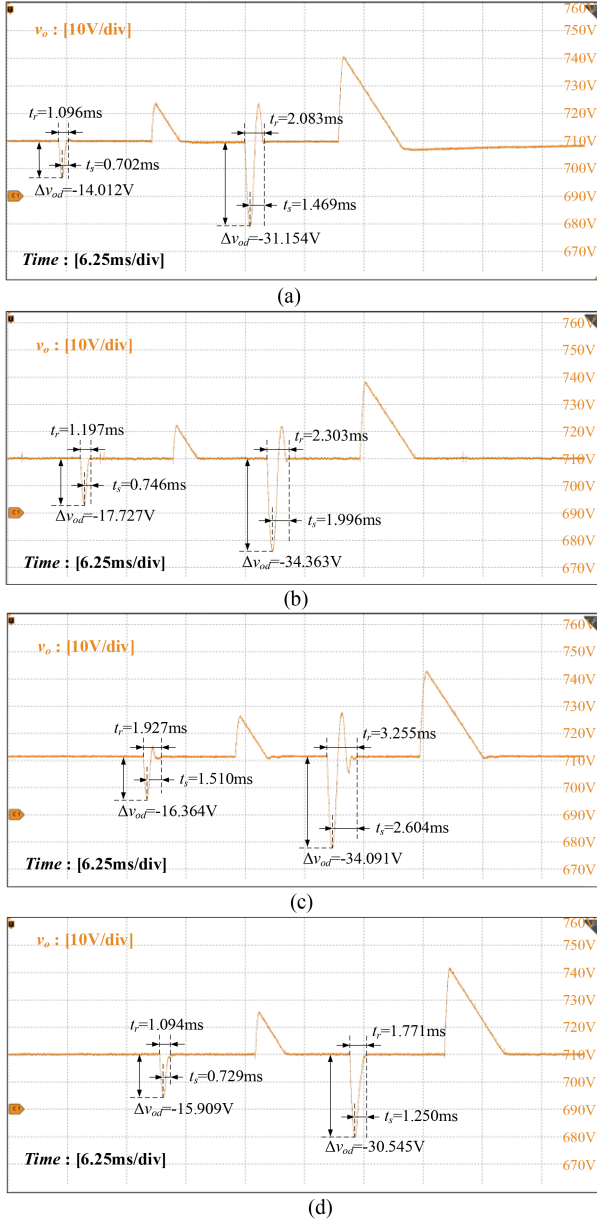 760V
vo : [10V/div]
750V
740V
730V
tr=1.096ms
tr=2.083ms
720V
710V
ts=0.702ms
700V
Δvod=-14.012V
C1
ts=1.469ms
690V
680V
Δvod=-31.154V
Time : [6.25ms/div]
670V
(a)
760V
vo : [10V/div]
750V
740V
730V
tr=1.197ms
tr=2.303ms
720V
710V
ts=0.746ms
700V
C1
Δvod=-17.727V
ts=1.996ms
690V
680V
Time : [6.25ms/div]
Δvod=-34.363V
670V
(b)
760V
vo : [10V/div]
750V
740V
730V
tr=1.927ms
tr=3.255ms
720V
710V
ts=1.510ms
700V
Δvod=-16.364V
C1
690V
ts=2.604ms
680V
Δvod=-34.091V
Time : [6.25ms/div]
670V
(c)
760V
vo : [10V/div]
750V
740V
730V
tr=1.094ms
tr=1.771ms
720V
710V
ts=0.729ms
700V
C1
Δvod=-15.909V
ts=1.250ms
690V
680V
Δvod=-30.545V
Time : [6.25ms/div]
670V
(d)